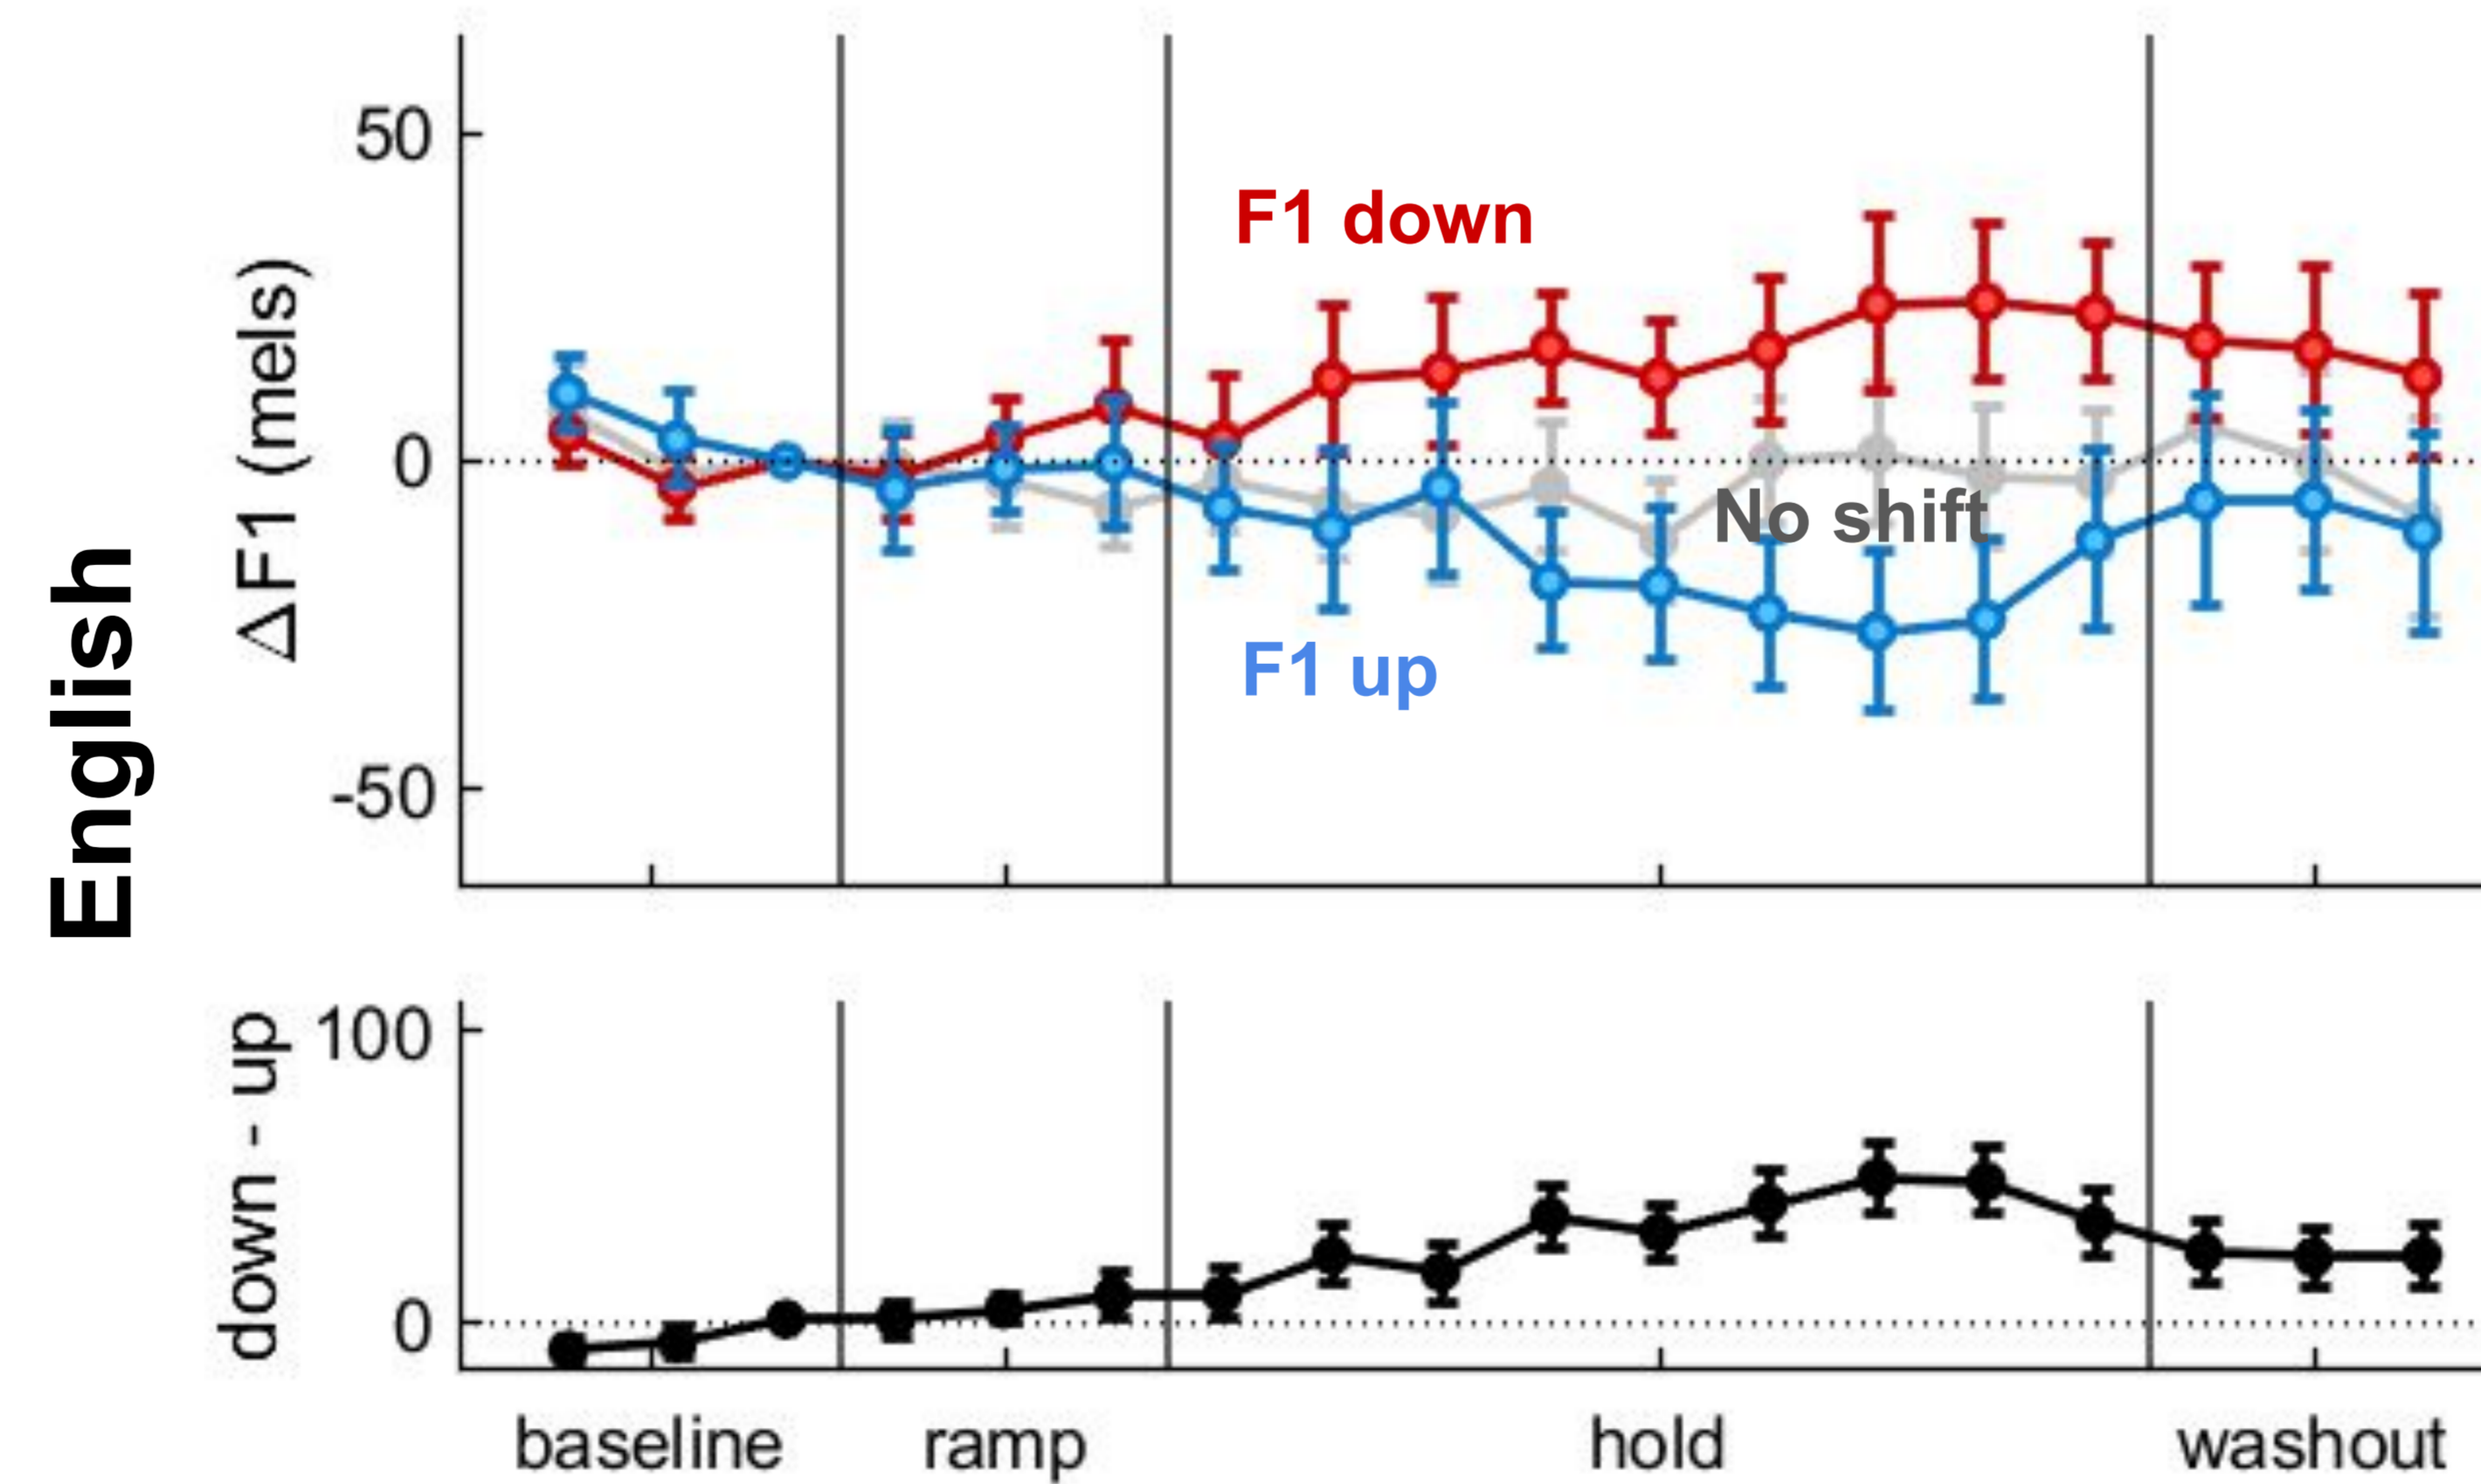 English
ΔF1 (mels)
50
0
-50
F1 down
No shift
F1 up
down - up
100
0
baseline
ramp
hold
washout